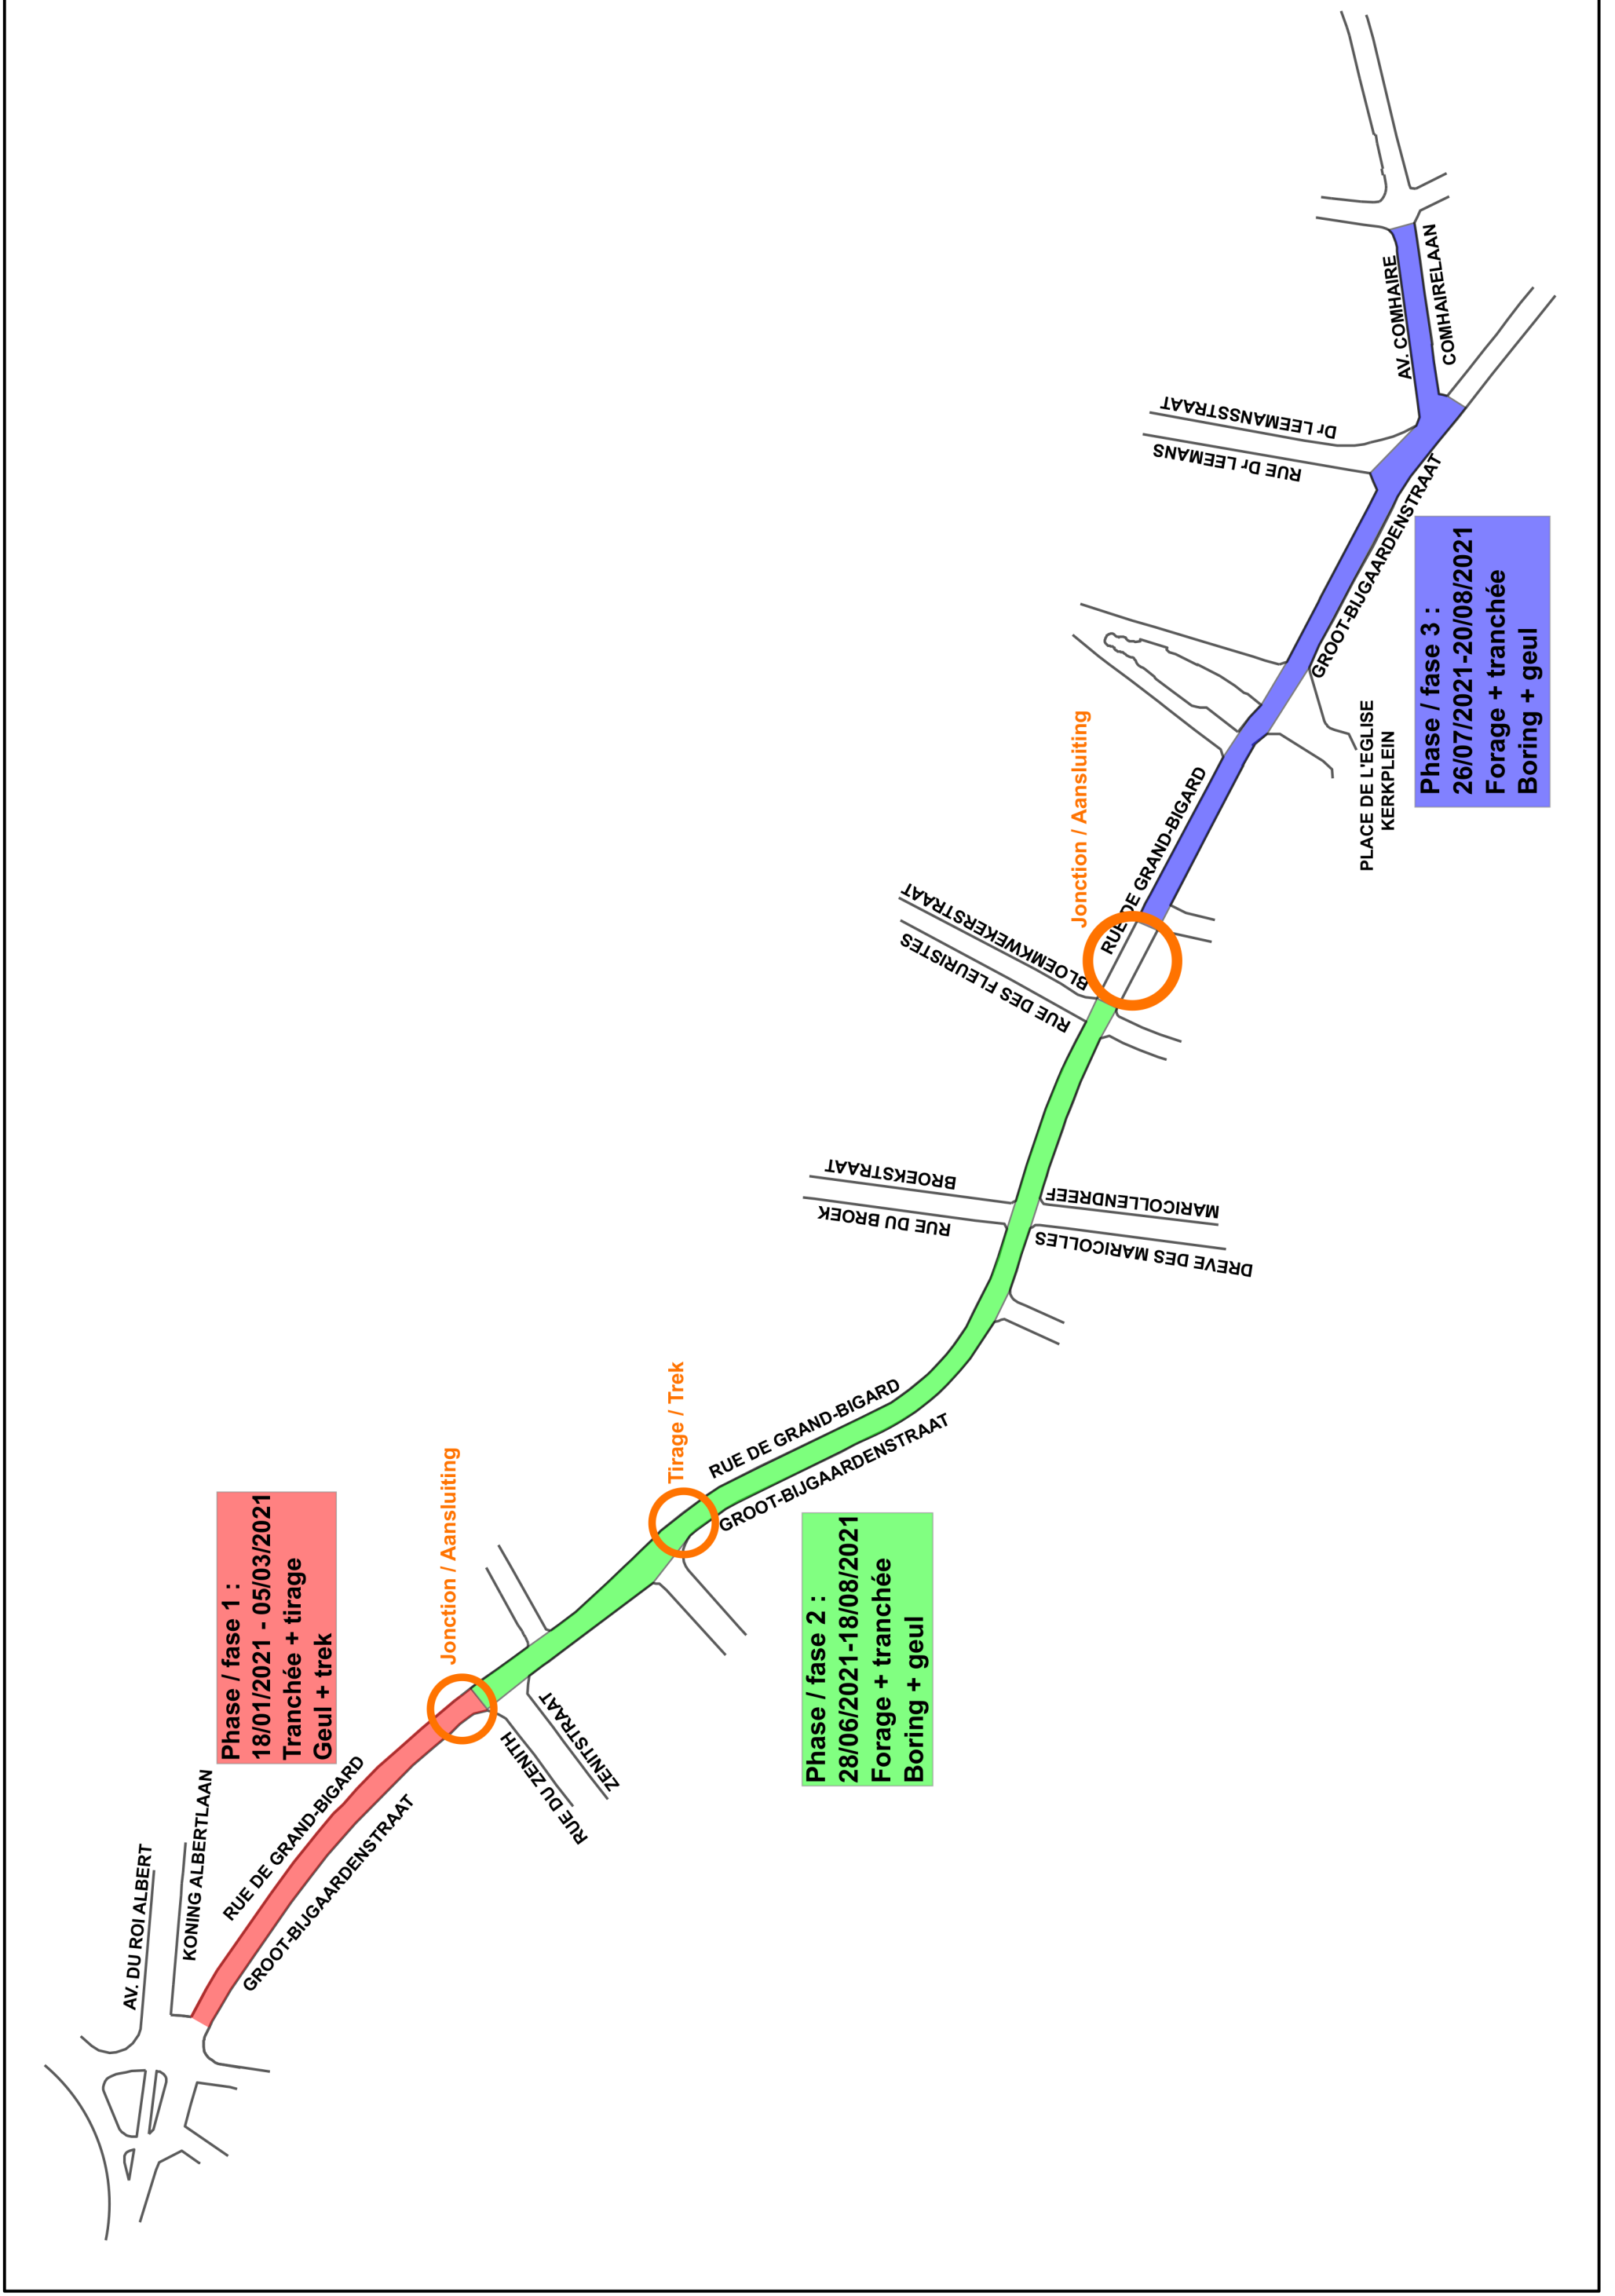 AV. DU ROI ALBERT
KONING ALBERTLAAN
RUE DE GRAND-BIGARD
GROOT-BIJGAARDENSTRAAT
Phase / fase 1 :
18/01/2021 - 05/03/2021
Tranchée + tirage
Geul + trek
Jonction / Aansluiting
RUE DU ZENITH
ZENITSTRAAT
Tirage / Trek
RUE DE GRAND-BIGARD
GROOT-BIJGAARDENSTRAAT
Phase / fase 2 :
28/06/2021-18/08/2021
Forage + tranchée
Boring + geul
RUE DU BROEK
BROEKSTRAAT
DREVE DES MARICOLLES
MARICOLLENDREEF
RUE DES FLEURISTES
BLOEMKWEKERSTRAAT
Jonction / Aansluiting
RUE DE GRAND-BIGARD
PLACE DE L'EGLISE
KERKPLEIN
GROOT-BIJGAARDENSTRAAT
Phase / fase 3 :
26/07/2021-20/08/2021
Forage + tranchée
Boring + geul
RUE Dr LEEMANS
Dr LEEMANSSTRAAT
AV. COMHAIRE
COMHAIRELAAN